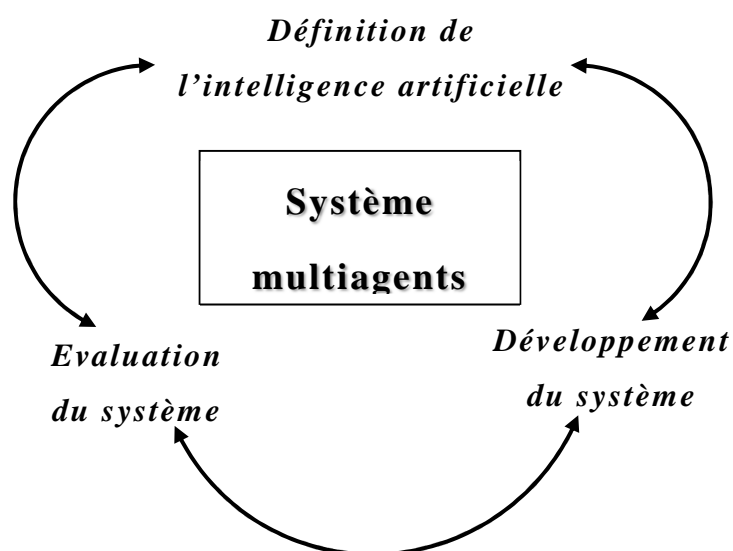 Définition de
l'intelligence artificielle
Système
multiagents
Evaluation
du système
Développement
du système